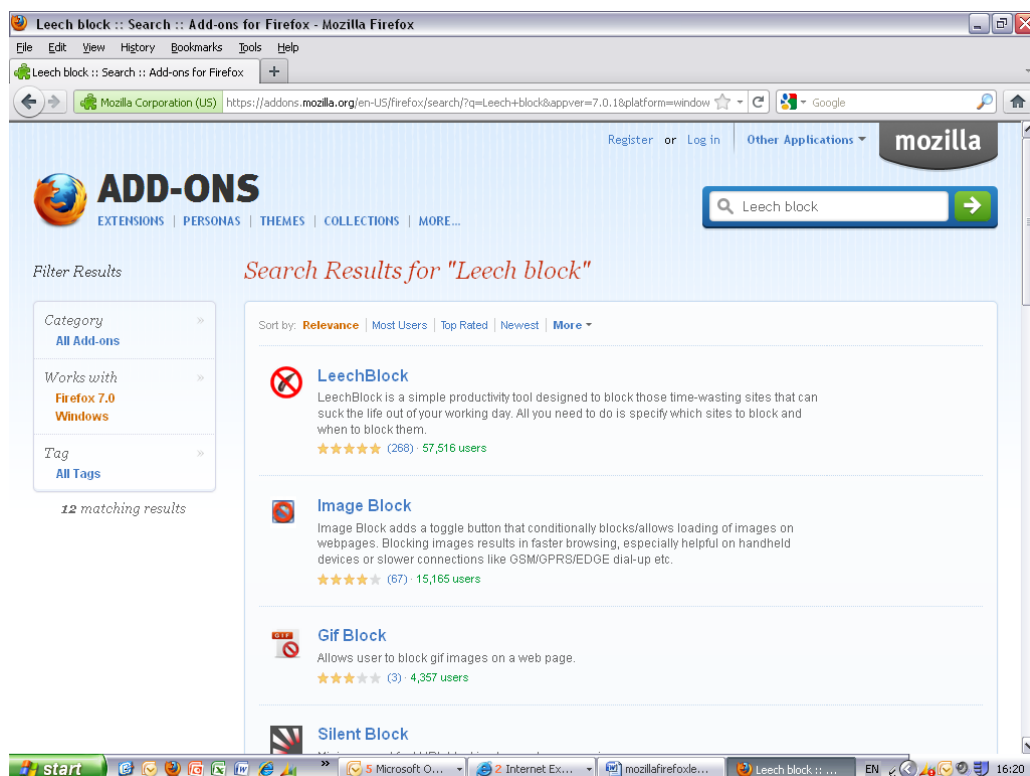 Leech block :: Search :: Add-ons for Firefox - Mozilla Firefox
File Edit View History Bookmarks Tools Help
Leech block :: Search :: Add-ons for Firefox
Mozilla Corporation (US) https://addons.mozilla.org/en-US/firefox/search/?q=Leech+block&appver=7.0.1&platform=window Google
Register or Log in Other Applications mozilla
ADD-ONS
EXTENSIONS | PERSONAS | THEMES | COLLECTIONS | MORE...
Leech block
Filter Results
Search Results for "Leech block"
Category »
All Add-ons
Works with »
Firefox 7.0
Windows
Tag »
All Tags
12 matching results
Sort by: Relevance | Most Users | Top Rated | Newest | More
LeechBlock
LeechBlock is a simple productivity tool designed to block those time-wasting sites that can
suck the life out of your working day. All you need to do is specify which sites to block and
when to block them.
(268) · 57,516 users
Image Block
Image Block adds a toggle button that conditionally blocks/allows loading of images on
webpages. Blocking images results in faster browsing, especially helpful on handheld
devices or slower connections like GSM/GPRS/EDGE dial-up etc.
(67) · 15,165 users
GIF
Gif Block
Allows user to block gif images on a web page.
(3) · 4,357 users
Silent Block
start » 5 Microsoft O... 2 Internet Ex... mozillafirefoxle... Leech block :: ... EN 16:20